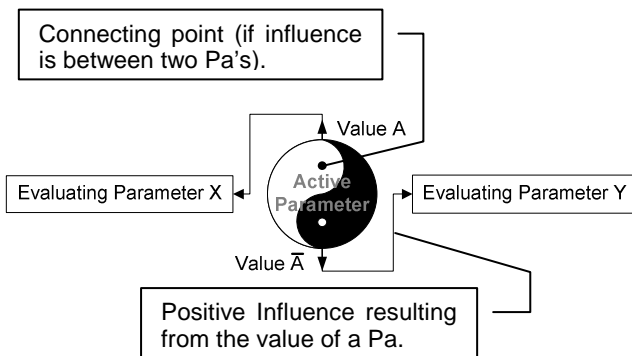 Connecting point (if influence
is between two Pa's).
Value A
Evaluating Parameter X
Active
Parameter
Evaluating Parameter Y
Value A̅
Positive Influence resulting
from the value of a Pa.